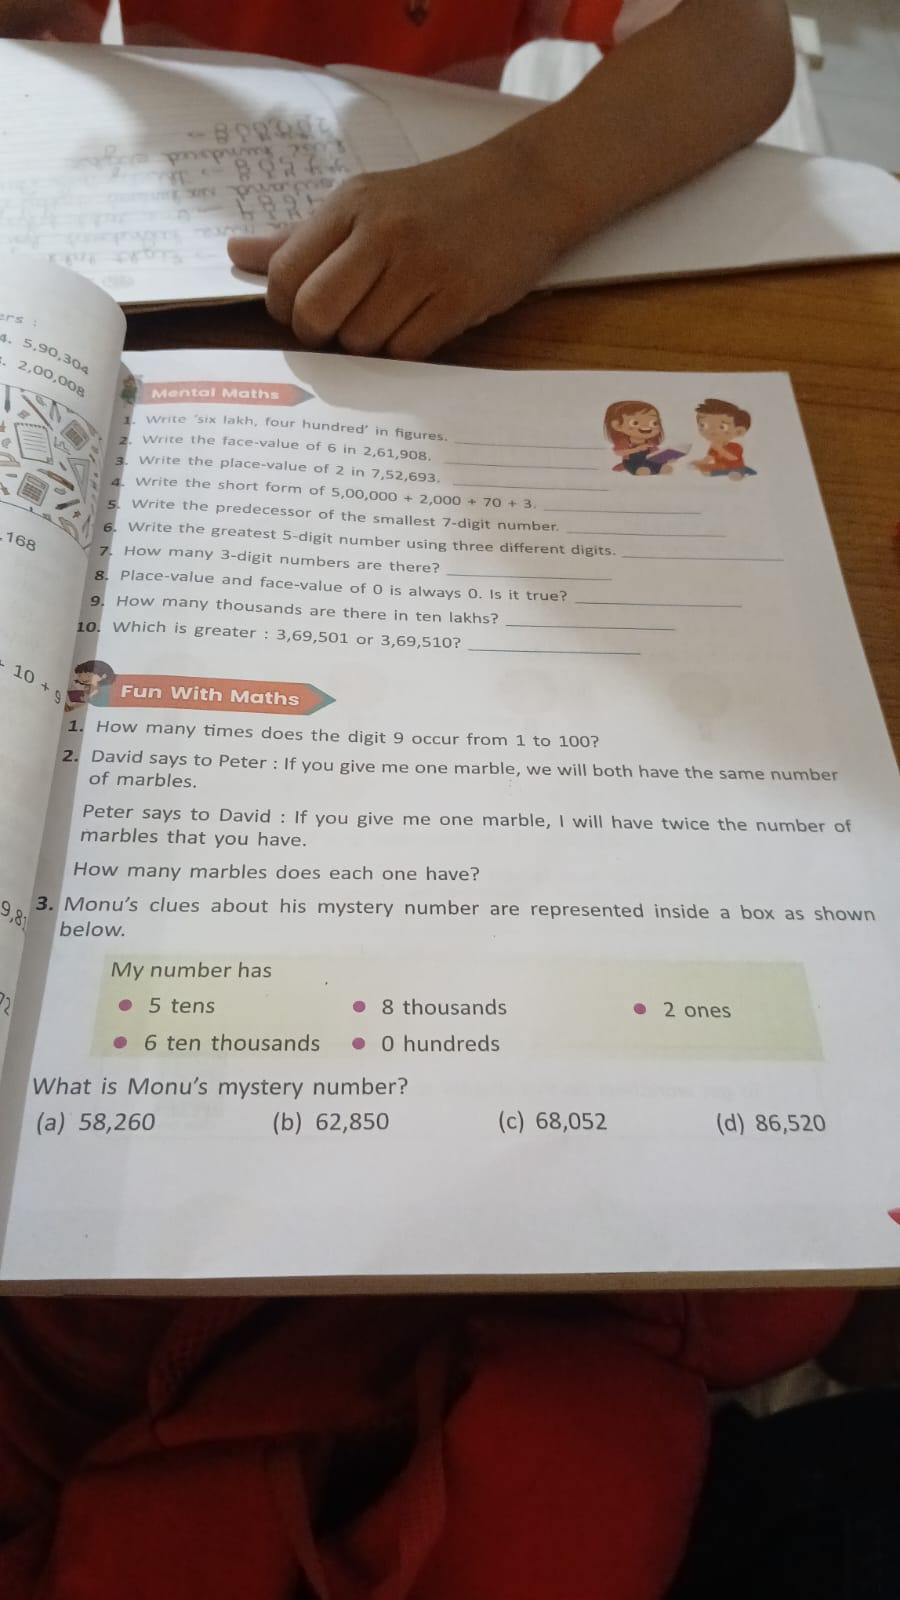 ers :
4. 5,90,304
2,00,008
168
10 + 9
9,81
72
Mental Maths
1. Write ‘six lakh, four hundred’ in figures.
2. Write the face-value of 6 in 2,61,908.
3. Write the place-value of 2 in 7,52,693.
4. Write the short form of 5,00,000 + 2,000 + 70 + 3.
5. Write the predecessor of the smallest 7-digit number.
6. Write the greatest 5-digit number using three different digits.
7. How many 3-digit numbers are there?
8. Place-value and face-value of 0 is always 0. Is it true?
9. How many thousands are there in ten lakhs?
10. Which is greater : 3,69,501 or 3,69,510?
Fun With Maths
1. How many times does the digit 9 occur from 1 to 100?
2. David says to Peter : If you give me one marble, we will both have the same number
of marbles.
Peter says to David : If you give me one marble, I will have twice the number of
marbles that you have.
How many marbles does each one have?
3. Monu’s clues about his mystery number are represented inside a box as shown
below.
My number has
• 5 tens • 8 thousands • 2 ones
• 6 ten thousands • 0 hundreds
What is Monu’s mystery number?
(a) 58,260 (b) 62,850 (c) 68,052 (d) 86,520